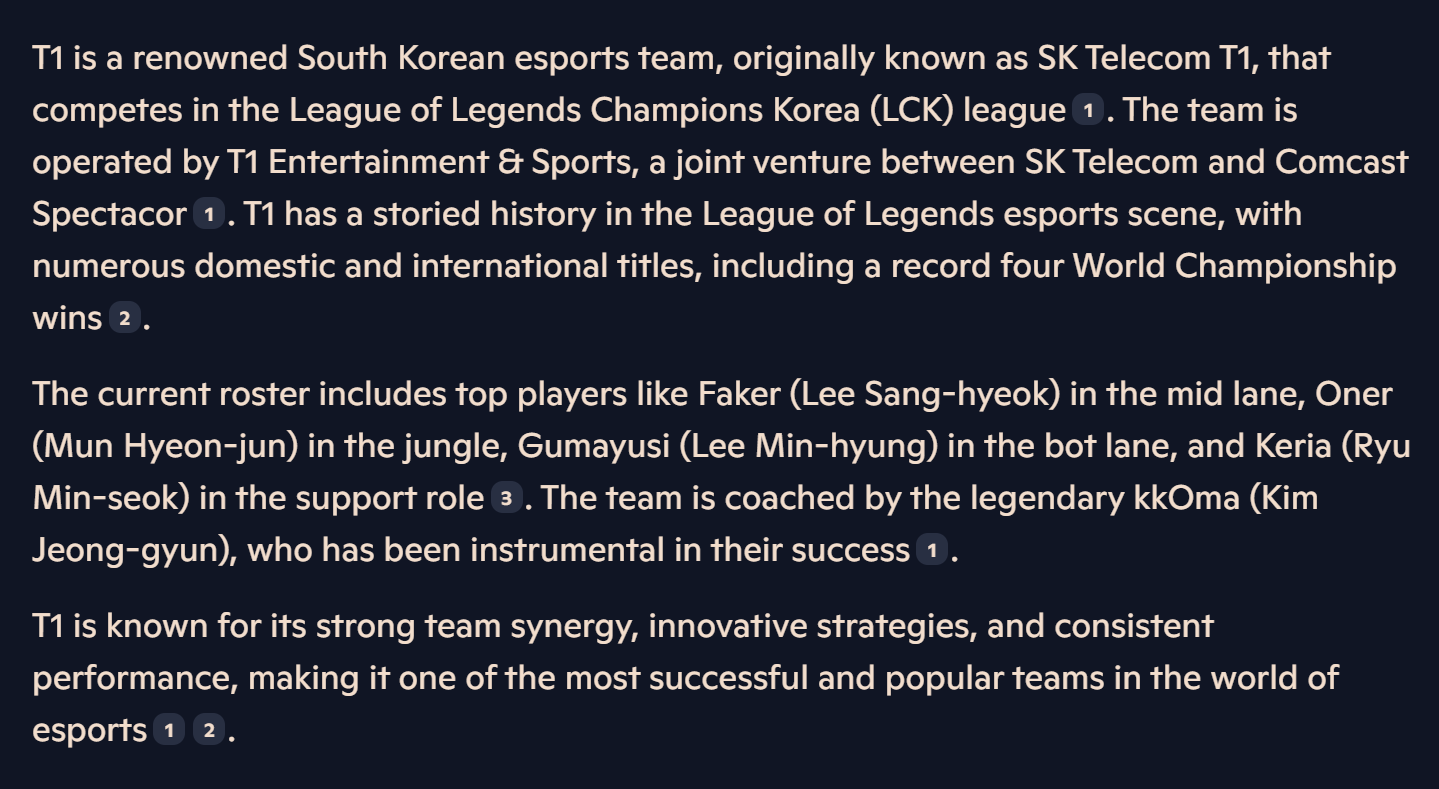 T1 is a renowned South Korean esports team, originally known as SK Telecom T1, that
competes in the League of Legends Champions Korea (LCK) league 1 . The team is
operated by T1 Entertainment & Sports, a joint venture between SK Telecom and Comcast
Spectacor 1 . T1 has a storied history in the League of Legends esports scene, with
numerous domestic and international titles, including a record four World Championship
wins 2 .
The current roster includes top players like Faker (Lee Sang-hyeok) in the mid lane, Oner
(Mun Hyeon-jun) in the jungle, Gumayusi (Lee Min-hyung) in the bot lane, and Keria (Ryu
Min-seok) in the support role 3 . The team is coached by the legendary kkOma (Kim
Jeong-gyun), who has been instrumental in their success 1 .
T1 is known for its strong team synergy, innovative strategies, and consistent
performance, making it one of the most successful and popular teams in the world of
esports 1 2 .